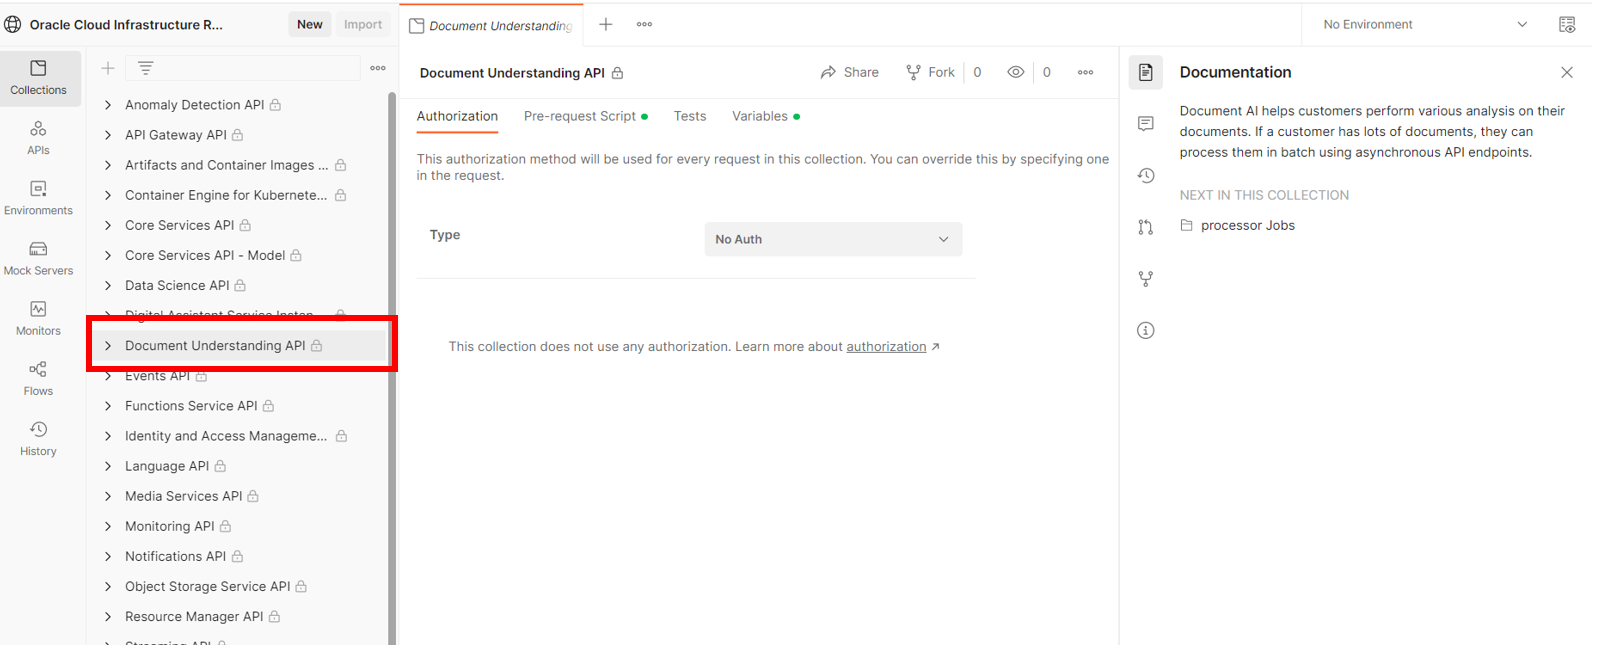 Oracle Cloud Infrastructure R...
New
Import
Document Understanding
No Environment
Collections
APIs
Environments
Mock Servers
Monitors
Flows
History
Anomaly Detection API
API Gateway API
Artifacts and Container Images ...
Container Engine for Kubernete...
Core Services API
Core Services API - Model
Data Science API
Digital Assistant Service Instan...
Document Understanding API
Events API
Functions Service API
Identity and Access Manageme...
Language API
Media Services API
Monitoring API
Notifications API
Object Storage Service API
Resource Manager API
Streaming API
Document Understanding API
Share
Fork
0
0
Authorization
Pre-request Script
Tests
Variables
This authorization method will be used for every request in this collection. You can override this by specifying one
in the request.
Type
No Auth
This collection does not use any authorization. Learn more about authorization ↗
Documentation
Document AI helps customers perform various analysis on their
documents. If a customer has lots of documents, they can
process them in batch using asynchronous API endpoints.
NEXT IN THIS COLLECTION
processor Jobs